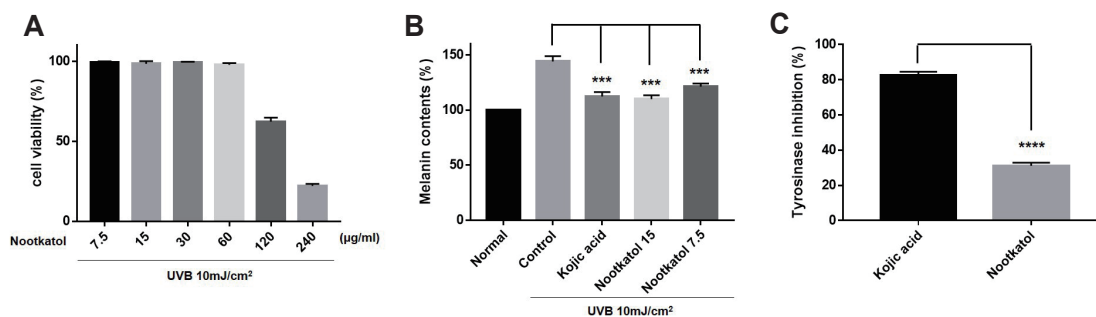 A
cell viability (%)
100
50
0
Nootkatol
7.5
15
30
60
120
240
(µg/ml)
UVB 10mJ/cm²
B
Melanin contents (%)
150
100
50
0
***
***
***
Normal
Control
Kojic acid
Nootkatol 15
Nootkatol 7.5
UVB 10mJ/cm²
C
Tyrosinase inhibition (%)
100
80
60
40
20
0
****
Kojic acid
Nootkatol